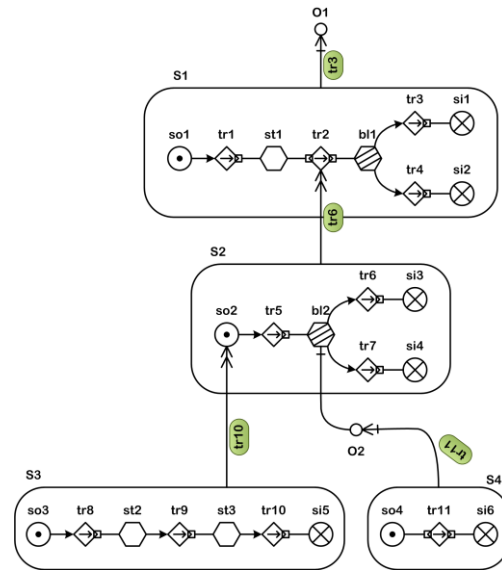 O1
tr3
S1
tr3 si1
so1 tr1 st1 tr2 bl1
tr4 si2
tr6
S2
tr6 si3
so2 tr5 bl2
tr7 si4
tr10
O2
tr11
S3
S4
so3 tr8 st2 tr9 st3 tr10 si5
so4 tr11 si6